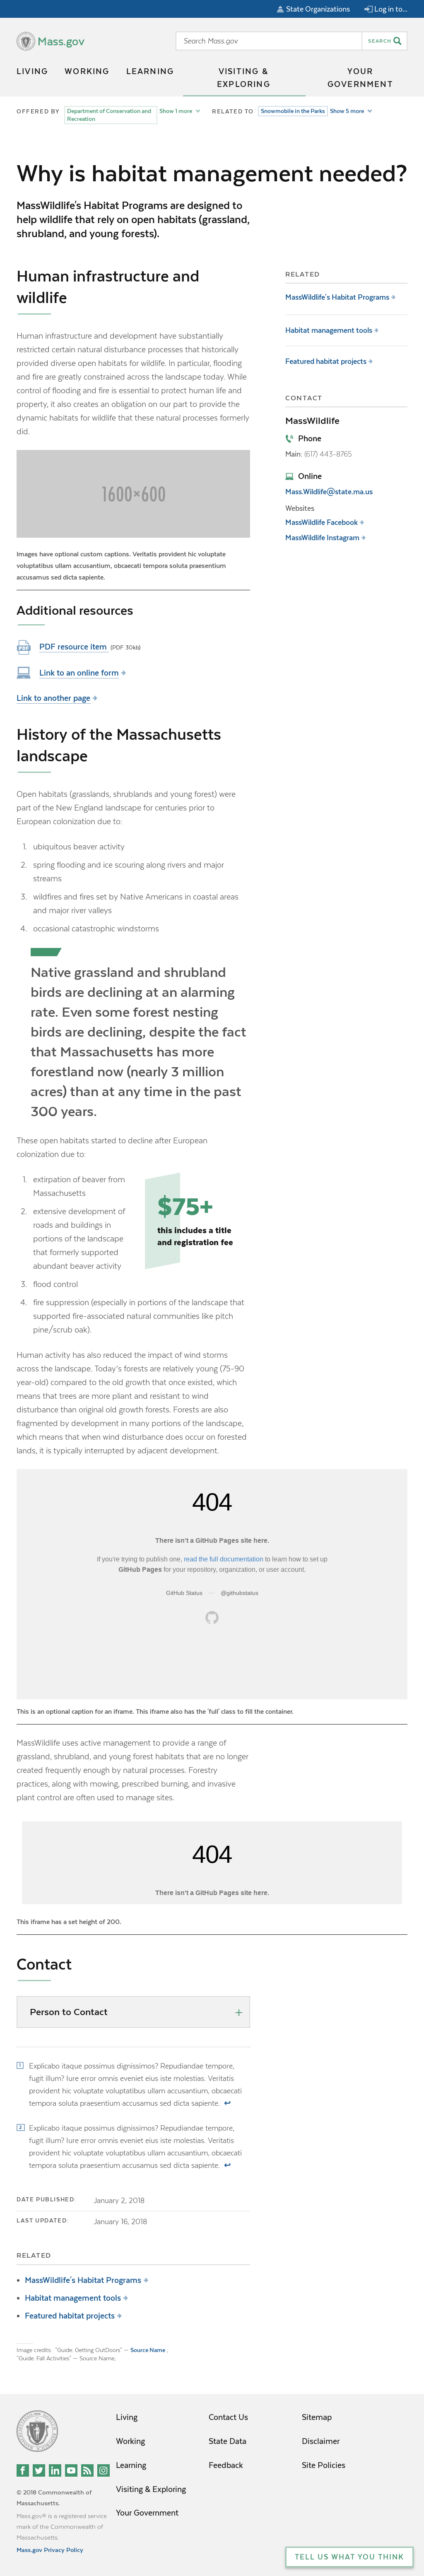 State Organizations
Log in to...
Mass.gov
Search Mass.gov
SEARCH
LIVING
WORKING
LEARNING
VISITING &
EXPLORING
YOUR
GOVERNMENT
OFFERED BY
Department of Conservation and
Recreation
Show 1 more
RELATED TO
Snowmobile in the Parks
Show 5 more
Why is habitat management needed?
MassWildlife's Habitat Programs are designed to
help wildlife that rely on open habitats (grassland,
shrubland, and young forests).
Human infrastructure and
wildlife
Human infrastructure and development have substantially
restricted certain natural disturbance processes that historically
provided diverse open habitats for wildlife. In particular, flooding
and fire are greatly constrained across the landscape today. While
control of flooding and fire is essential to protect human life and
property, it also creates an obligation on our part to provide the
dynamic habitats for wildlife that these natural processes formerly
did.
1600×600
Images have optional custom captions. Veritatis provident hic voluptate
voluptatibus ullam accusantium, obcaecati tempora soluta praesentium
accusamus sed dicta sapiente.
Additional resources
PDF
PDF resource item (PDF 30kb)
Link to an online form
Link to another page
History of the Massachusetts
landscape
Open habitats (grasslands, shrublands and young forest) were
part of the New England landscape for centuries prior to
European colonization due to:
1. ubiquitous beaver activity
2. spring flooding and ice scouring along rivers and major
streams
3. wildfires and fires set by Native Americans in coastal areas
and major river valleys
4. occasional catastrophic windstorms
Native grassland and shrubland
birds are declining at an alarming
rate. Even some forest nesting
birds are declining, despite the fact
that Massachusetts has more
forestland now (nearly 3 million
acres) than at any time in the past
300 years.
These open habitats started to decline after European
colonization due to:
1. extirpation of beaver from
Massachusetts
2. extensive development of
roads and buildings in
portions of the landscape
that formerly supported
abundant beaver activity
3. flood control
4. fire suppression (especially in portions of the landscape that
supported fire-associated natural communities like pitch
pine/scrub oak).
$75+
this includes a title
and registration fee
Human activity has also reduced the impact of wind storms
across the landscape. Today's forests are relatively young (75-90
year-old) compared to the old growth that once existed, which
means that trees are more pliant and resistant to wind
disturbance than original old growth forests. Forests are also
fragmented by development in many portions of the landscape,
which means that when wind disturbance does occur on forested
lands, it is typically interrupted by adjacent development.
404
There isn't a GitHub Pages site here.
If you're trying to publish one, read the full documentation to learn how to set up
GitHub Pages for your repository, organization, or user account.
GitHub Status — @githubstatus
This is an optional caption for an iframe. This iframe also has the 'full' class to fill the container.
MassWildlife uses active management to provide a range of
grassland, shrubland, and young forest habitats that are no longer
created frequently enough by natural processes. Forestry
practices, along with mowing, prescribed burning, and invasive
plant control are often used to manage sites.
404
There isn't a GitHub Pages site here.
This iframe has a set height of 200.
Contact
Person to Contact
1 Explicabo itaque possimus dignissimos? Repudiandae tempore,
fugit illum? Iure error omnis eveniet eius iste molestias. Veritatis
provident hic voluptate voluptatibus ullam accusantium, obcaecati
tempora soluta praesentium accusamus sed dicta sapiente. ↩
2 Explicabo itaque possimus dignissimos? Repudiandae tempore,
fugit illum? Iure error omnis eveniet eius iste molestias. Veritatis
provident hic voluptate voluptatibus ullam accusantium, obcaecati
tempora soluta praesentium accusamus sed dicta sapiente. ↩
DATE PUBLISHED: January 2, 2018
LAST UPDATED: January 16, 2018
RELATED
MassWildlife's Habitat Programs
Habitat management tools
Featured habitat projects
Image credits: "Guide: Getting OutDoors" — Source Name ;
"Guide: Fall Activities" — Source Name;
RELATED
MassWildlife's Habitat Programs
Habitat management tools
Featured habitat projects
CONTACT
MassWildlife
Phone
Main: (617) 443-8765
Online
Mass.Wildlife@state.ma.us
Websites
MassWildlife Facebook
MassWildlife Instagram
© 2018 Commonwealth of
Massachusetts.
Mass.gov® is a registered service
mark of the Commonwealth of
Massachusetts.
Mass.gov Privacy Policy
Living
Working
Learning
Visiting & Exploring
Your Government
Contact Us
State Data
Feedback
Sitemap
Disclaimer
Site Policies
TELL US WHAT YOU THINK